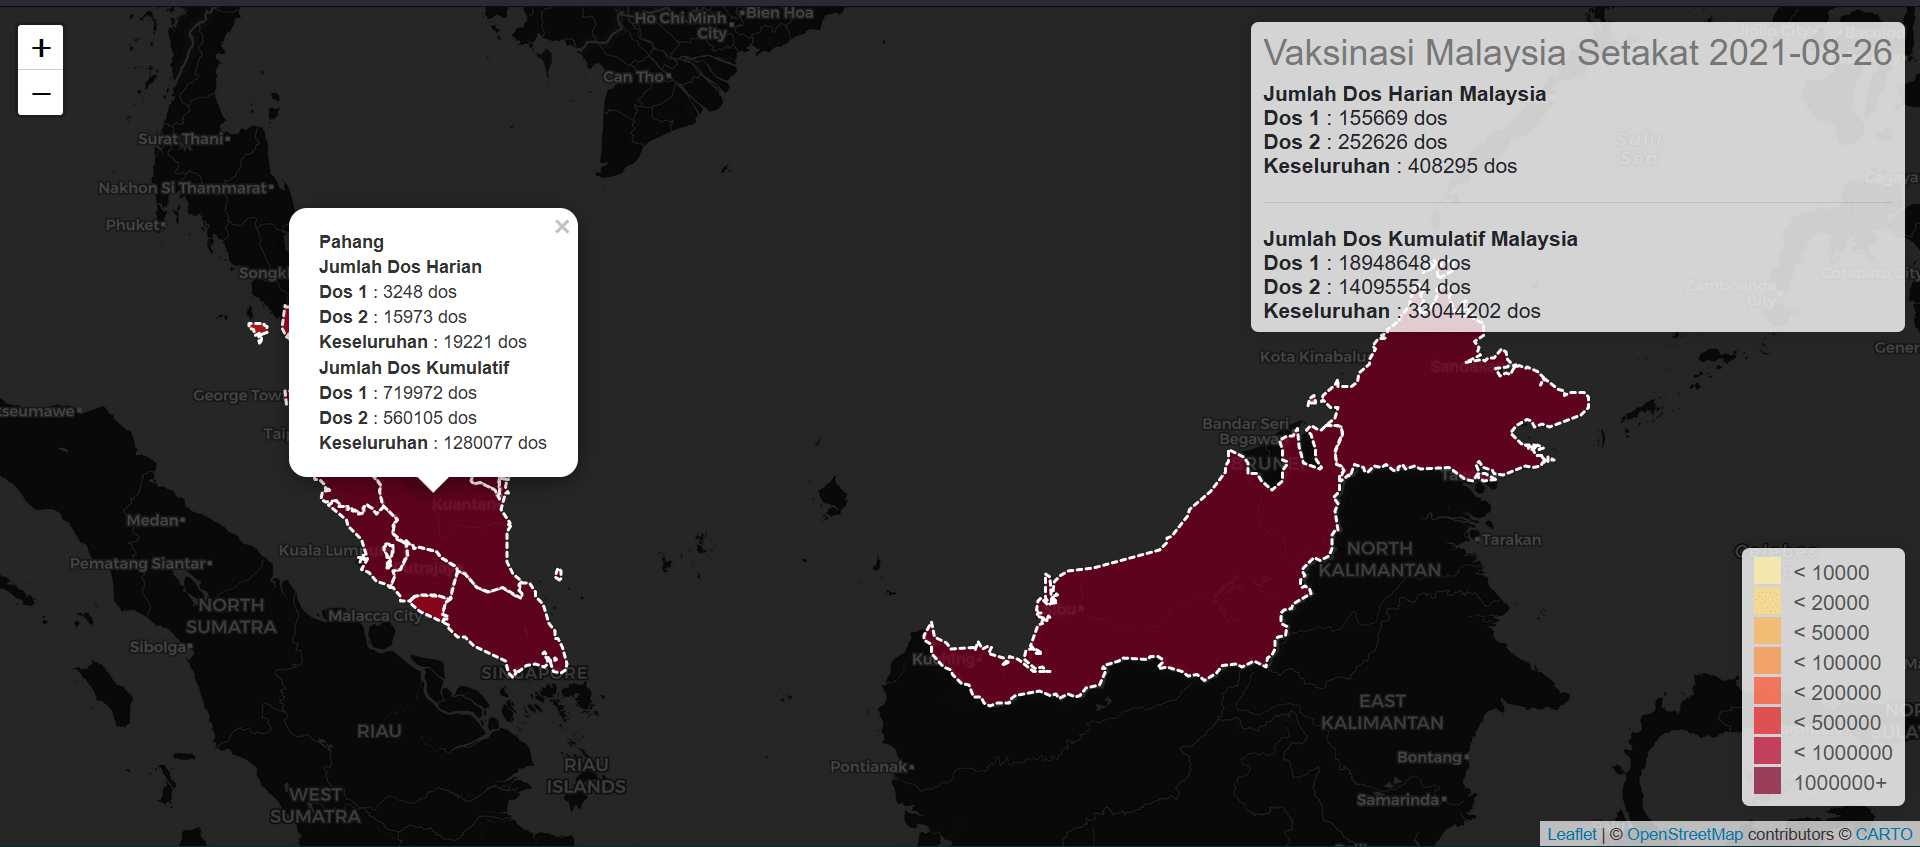 +
−
Vaksinasi Malaysia Setakat 2021-08-26
Jumlah Dos Harian Malaysia
Dos 1 : 155669 dos
Dos 2 : 252626 dos
Keseluruhan : 408295 dos
Jumlah Dos Kumulatif Malaysia
Dos 1 : 18948648 dos
Dos 2 : 14095554 dos
Keseluruhan : 33044202 dos
×
Pahang
Jumlah Dos Harian
Dos 1 : 3248 dos
Dos 2 : 15973 dos
Keseluruhan : 19221 dos
Jumlah Dos Kumulatif
Dos 1 : 719972 dos
Dos 2 : 560105 dos
Keseluruhan : 1280077 dos
Ho Chi Minh
City
Bien Hoa
Can Tho
Surat Thani
Nakhon Si Thammarat
Phuket
George Tow
Medan
Pematang Siantar
Kuala Lum
Kuantan
Malacca City
NORTH
SUMATRA
Sibolga
SINGAPORE
RIAU
RIAU
ISLANDS
WEST
SUMATRA
Pontianak
Kuching
Bandar Seri
Begawa
BRUNE
Kota Kinabalu
Sandaka
Sulu
Sea
Zamboanga
City
Cotabato City
Tarakan
NORTH
KALIMANTAN
EAST
KALIMANTAN
Bontang
Samarinda
Gener
< 10000
< 20000
< 50000
< 100000
< 200000
< 500000
< 1000000
1000000+
Leaflet | © OpenStreetMap contributors © CARTO